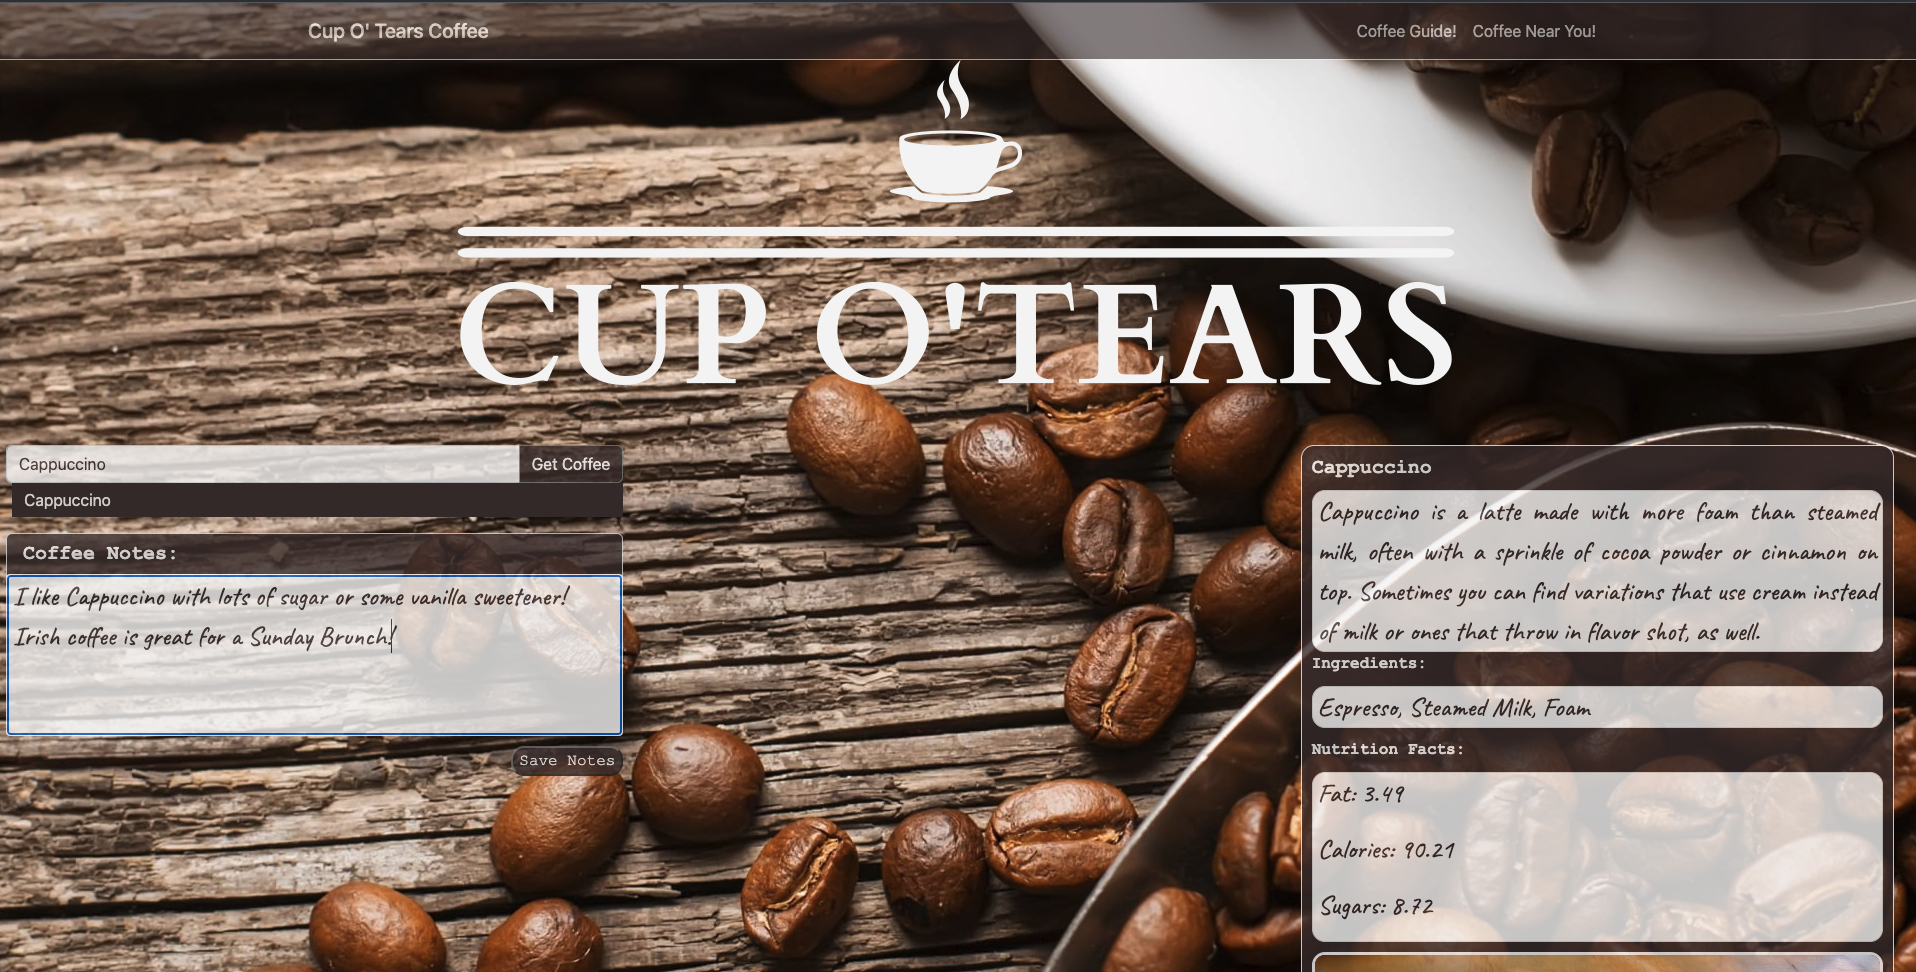 Cup O' Tears Coffee
Coffee Guide! Coffee Near You!
CUP O'TEARS
Cappuccino
Get Coffee
Cappuccino
Coffee Notes:
I like Cappuccino with lots of sugar or some vanilla sweetener!
Irish coffee is great for a Sunday Brunch!
Save Notes
Cappuccino
Cappuccino is a latte made with more foam than steamed
milk, often with a sprinkle of cocoa powder or cinnamon on
top. Sometimes you can find variations that use cream instead
of milk or ones that throw in flavor shot, as well.
Ingredients:
Espresso, Steamed Milk, Foam
Nutrition Facts:
Fat: 3.49
Calories: 90.21
Sugars: 8.72